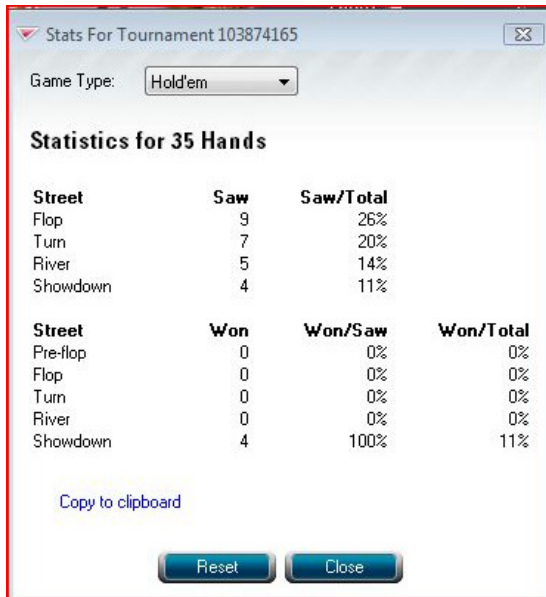 Stats For Tournament 103874165
Game Type: Hold'em
Statistics for 35 Hands
Street Saw Saw/Total
Flop 9 26%
Turn 7 20%
River 5 14%
Showdown 4 11%
Street Won Won/Saw Won/Total
Pre-flop 0 0% 0%
Flop 0 0% 0%
Turn 0 0% 0%
River 0 0% 0%
Showdown 4 100% 11%
Copy to clipboard
Reset Close